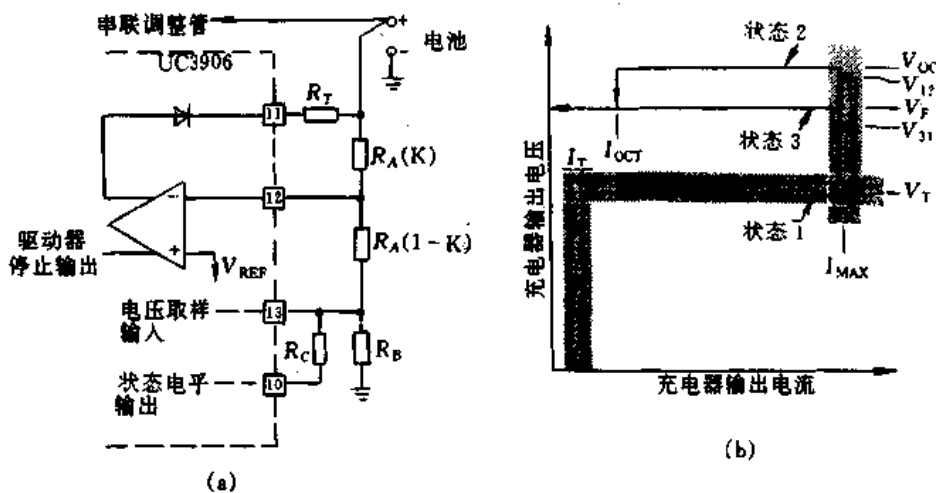 串联调整管
+
-
电池
UC3906
11
R_T
R_A(K)
12
驱动器
停止输出
-
+
V_REF
R_A(1-K)
电压取样
输入
13
R_C
R_B
状态电平
输出
10
(a)
充电器输出电压
状态2
V_OC
V_12
V_F
V_31
状态3
I_OCT
I_T
V_T
状态1
I_MAX
充电器输出电流
(b)